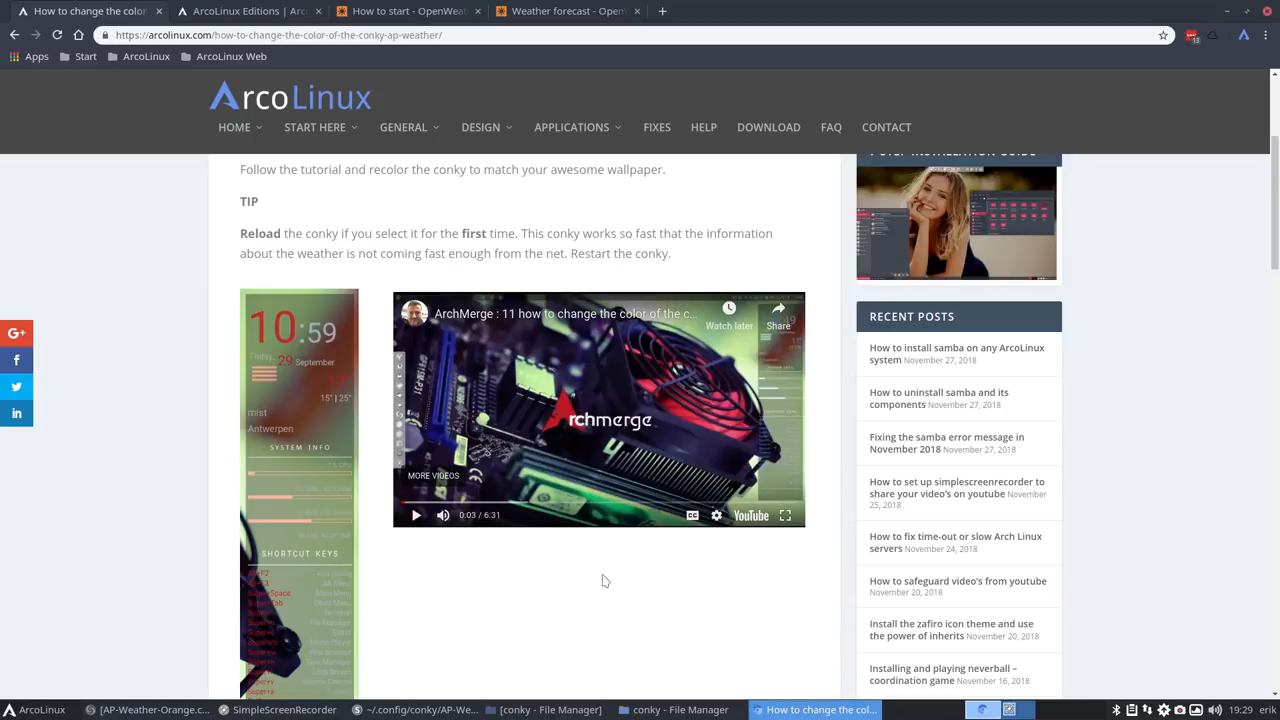 How to change the color
ArcoLinux Editions | Arc
How to start - OpenWeat
Weather forecast - Open
https://arcolinux.com/how-to-change-the-color-of-the-conky-ap-weather/
13
Apps
Start
ArcoLinux
ArcoLinux Web
ArcoLinux
HOME
START HERE
GENERAL
DESIGN
APPLICATIONS
FIXES
HELP
DOWNLOAD
FAQ
CONTACT
Follow the tutorial and recolor the conky to match your awesome wallpaper.
TIP
Reload the conky if you select it for the first time. This conky works so fast that the information
about the weather is not coming fast enough from the net. Restart the conky.
10:59
Friday, 29 September
15° | 25°
mist
Antwerpen
SYSTEM INFO
SHORTCUT KEYS
ArchMerge : 11 how to change the color of the c...
Watch later
Share
rchmerge
MORE VIDEOS
0:03 / 6:31
CC
YouTube
RECENT POSTS
How to install samba on any ArcoLinux
system November 27, 2018
How to uninstall samba and its
components November 27, 2018
Fixing the samba error message in
November 2018 November 27, 2018
How to set up simplescreenrecorder to
share your video's on youtube November
25, 2018
How to fix time-out or slow Arch Linux
servers November 24, 2018
How to safeguard video's from youtube
November 20, 2018
Install the zafiro icon theme and use
the power of inherits November 20, 2018
Installing and playing neverball –
coordination game November 16, 2018
G+
ArcoLinux
[AP-Weather-Orange.c...
SimpleScreenRecorder
~/.config/conky/AP-We...
[conky - File Manager]
conky - File Manager
19:29
erik